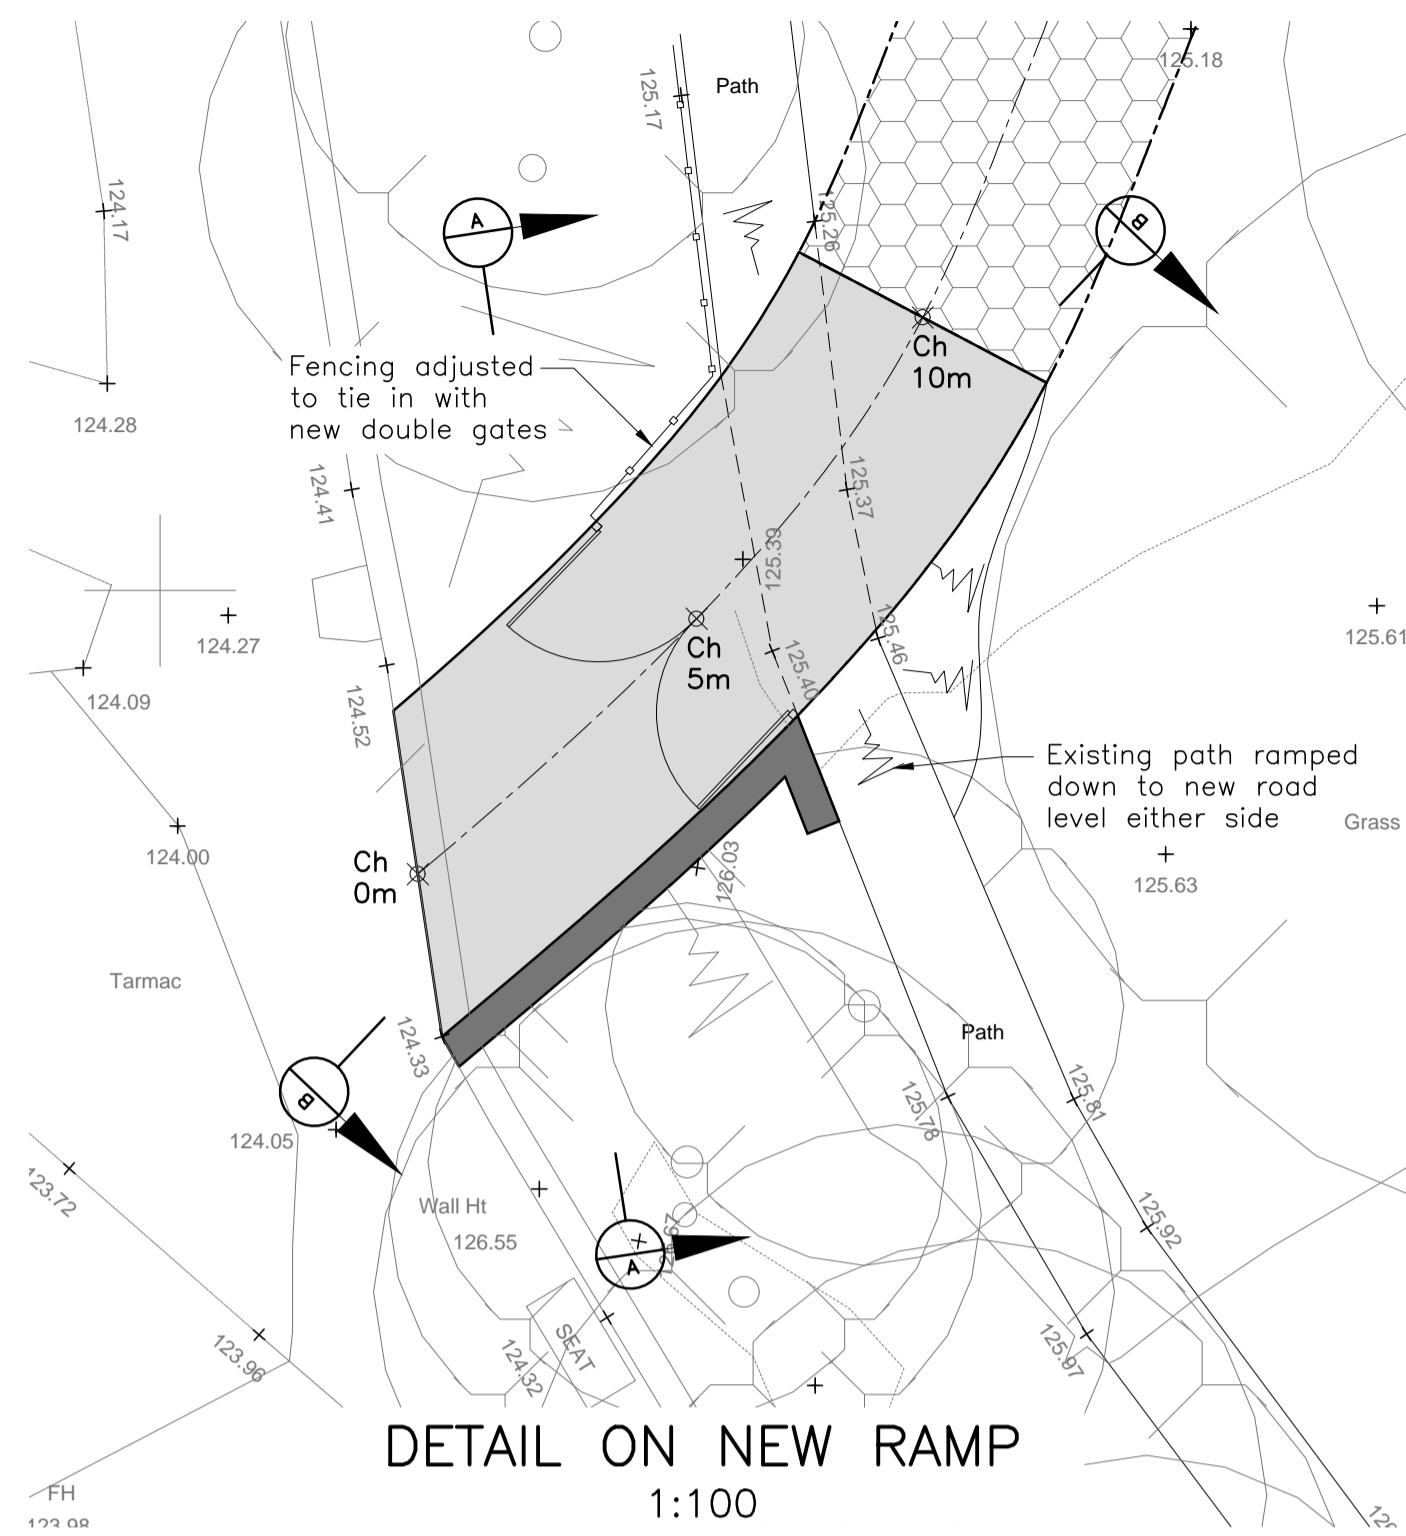 125.18
125.17
Path
124.17
A
125.26
B
Ch
10m
Fencing adjusted
to tie in with
new double gates
124.28
124.41
125.37
125.39
124.27
125.46
125.61
Ch
5m
125.40
124.09
124.52
Existing path ramped
down to new road
level either side
Grass
124.00
Ch
0m
126.03
125.63
Tarmac
124.33
Path
B
125.78
125.81
124.05
123.72
Wall Ht
126.55
A
125.92
123.96
124.32
SEAT
125.97
DETAIL ON NEW RAMP
1:100
FH
123.98